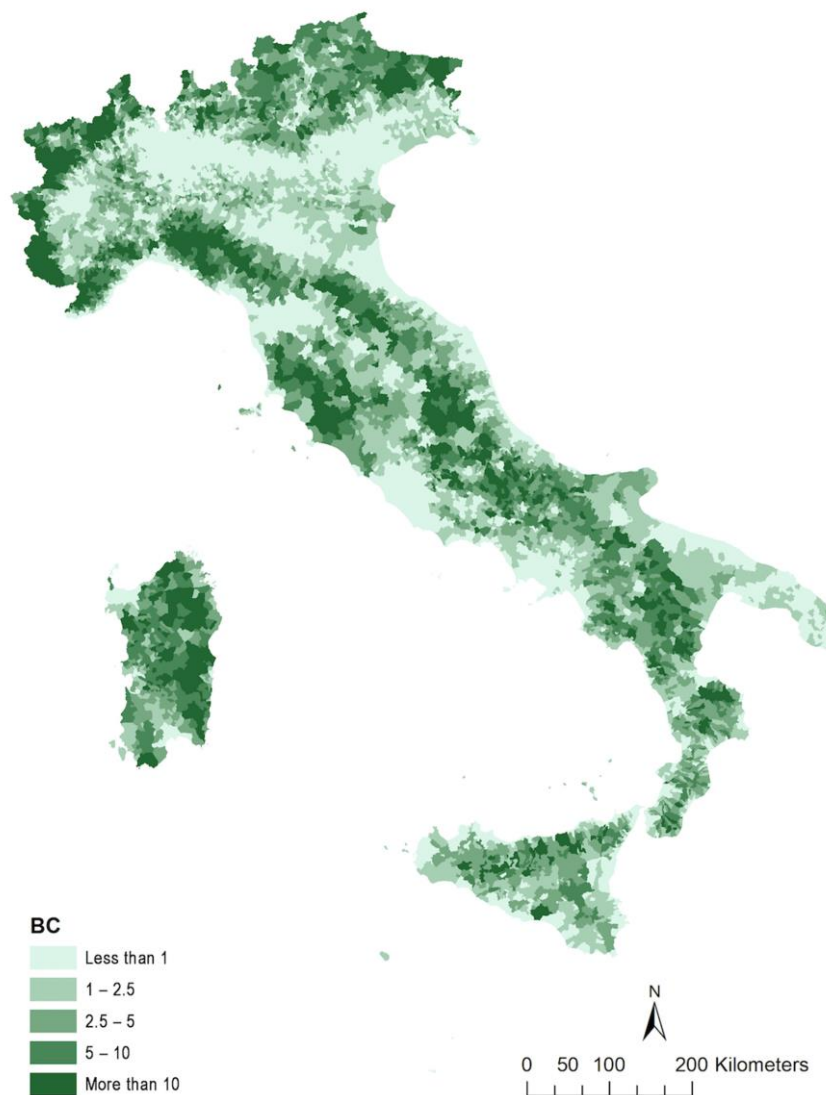 BC
Less than 1
1 – 2.5
2.5 – 5
5 – 10
More than 10
N
0 50 100 200 Kilometers